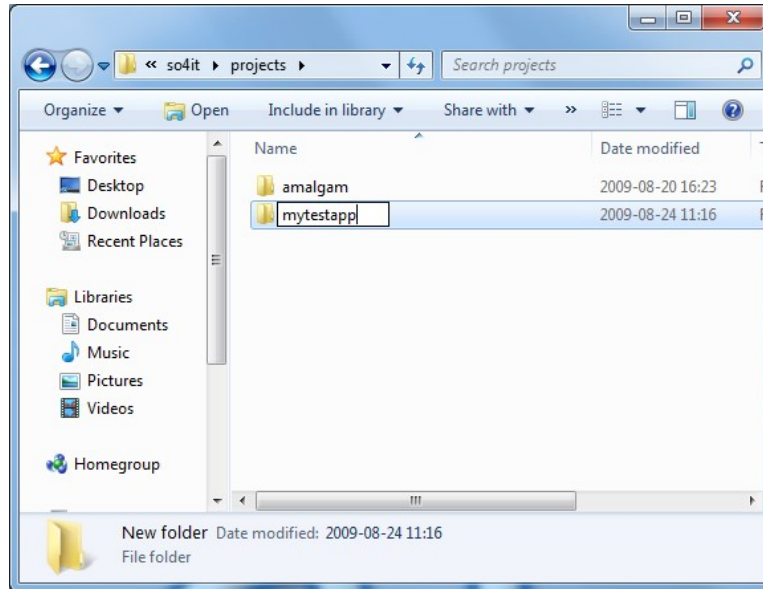 « so4it projects Search projects
Organize Open Include in library Share with »
Name Date modified
Favorites
Desktop
Downloads
Recent Places
Libraries
Documents
Music
Pictures
Videos
Homegroup
amalgam 2009-08-20 16:23
mytestapp 2009-08-24 11:16
New folder Date modified: 2009-08-24 11:16
File folder